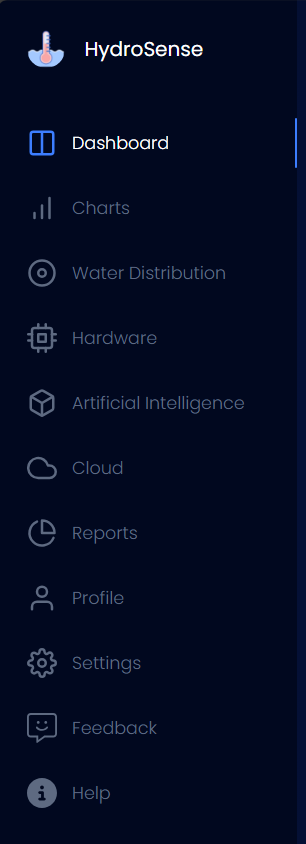 HydroSense
Dashboard
Charts
Water Distribution
Hardware
Artificial Intelligence
Cloud
Reports
Profile
Settings
Feedback
Help